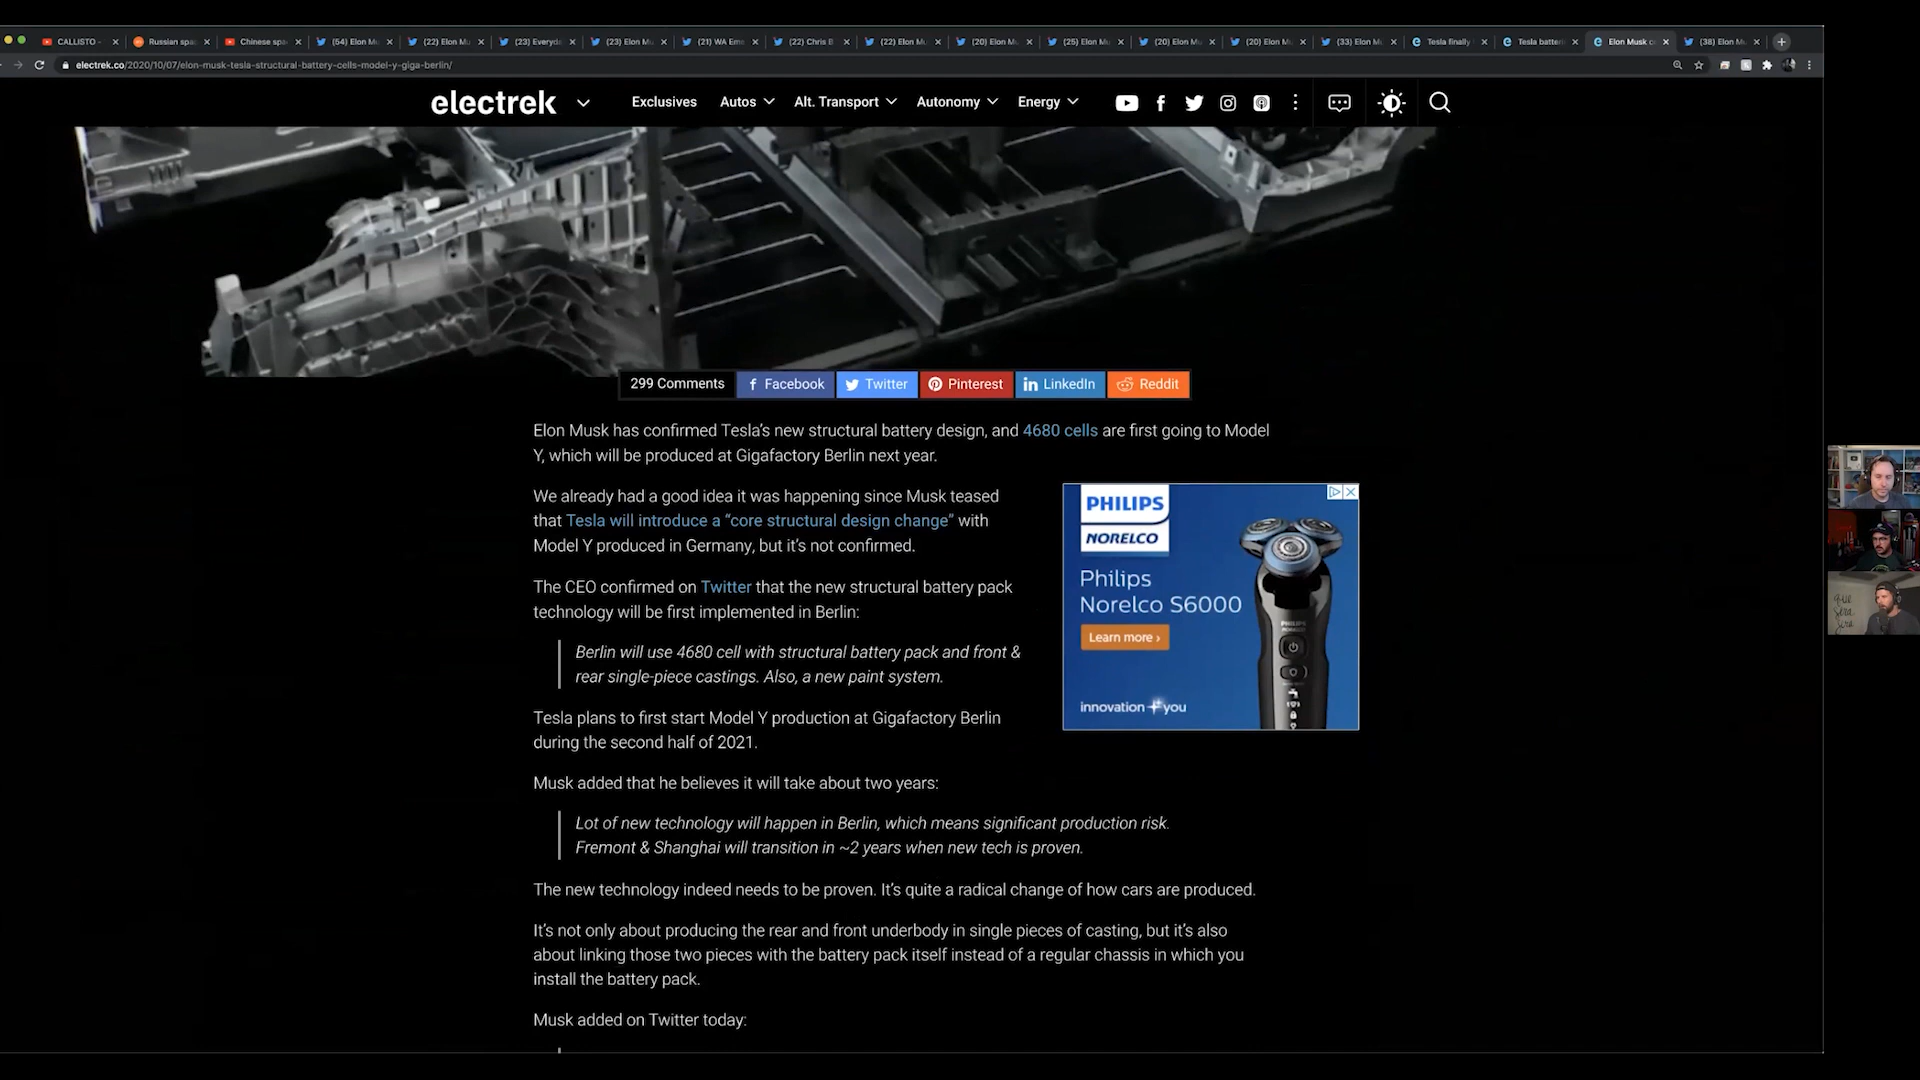 CALLISTO -
Russian spa
Chinese spa
(54) Elon M
(22) Elon Mu
(23) Everyd
(23) Elon Mu
(21) WA Eme
(22) Chris B
(22) Elon Mu
(20) Elon Mu
(25) Elon Mu
(20) Elon Mu
(20) Elon M
(33) Elon M
Tesla finally
Tesla batter
Elon Musk c
(38) Elon Mu
electrek.co/2020/10/07/elon-musk-tesla-structural-battery-cells-model-y-giga-berlin/
electrek
Exclusives
Autos
Alt. Transport
Autonomy
Energy
299 Comments
Facebook
Twitter
Pinterest
LinkedIn
Reddit
Elon Musk has confirmed Tesla's new structural battery design, and 4680 cells are first going to Model
Y, which will be produced at Gigafactory Berlin next year.
We already had a good idea it was happening since Musk teased
that Tesla will introduce a “core structural design change” with
Model Y produced in Germany, but it's not confirmed.
The CEO confirmed on Twitter that the new structural battery pack
technology will be first implemented in Berlin:
Berlin will use 4680 cell with structural battery pack and front &
rear single-piece castings. Also, a new paint system.
Tesla plans to first start Model Y production at Gigafactory Berlin
during the second half of 2021.
PHILIPS
NORELCO
Philips
Norelco S6000
Learn more ›
innovation you
PHILIPS
Musk added that he believes it will take about two years:
Lot of new technology will happen in Berlin, which means significant production risk.
Fremont & Shanghai will transition in ~2 years when new tech is proven.
The new technology indeed needs to be proven. It's quite a radical change of how cars are produced.
It's not only about producing the rear and front underbody in single pieces of casting, but it's also
about linking those two pieces with the battery pack itself instead of a regular chassis in which you
install the battery pack.
Musk added on Twitter today:
que
sera
sera